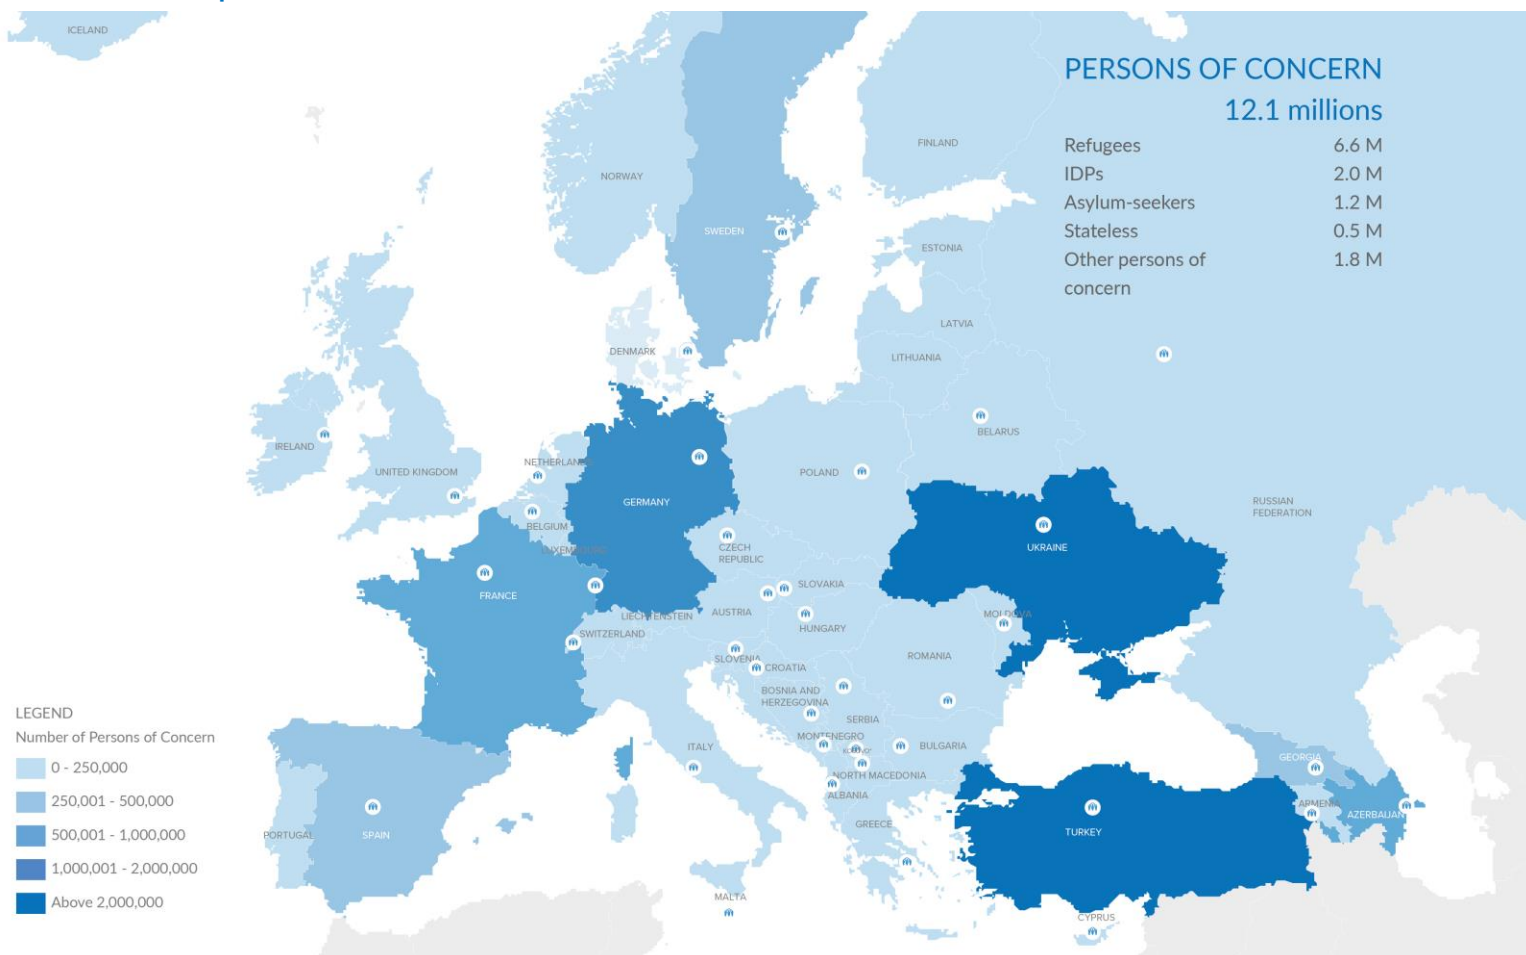 ICELAND
PERSONS OF CONCERN
12.1 millions
Refugees 6.6 M
IDPs 2.0 M
Asylum-seekers 1.2 M
Stateless 0.5 M
Other persons of 1.8 M
concern
FINLAND
NORWAY
SWEDEN
ESTONIA
LATVIA
DENMARK
LITHUANIA
BELARUS
IRELAND
UNITED KINGDOM
NETHERLANDS
POLAND
GERMANY
RUSSIAN
FEDERATION
BELGIUM
LUXEMBOURG
CZECH
REPUBLIC
UKRAINE
SLOVAKIA
FRANCE
AUSTRIA
LIECHTENSTEIN
MOLDOVA
HUNGARY
SWITZERLAND
SLOVENIA
CROATIA
ROMANIA
BOSNIA AND
HERZEGOVINA
SERBIA
MONTENEGRO
ITALY
BULGARIA
GEORGIA
NORTH MACEDONIA
ALBANIA
ARMENIA
AZERBAIJAN
GREECE
TURKEY
PORTUGAL
SPAIN
MALTA
CYPRUS
LEGEND
Number of Persons of Concern
0 - 250,000
250,001 - 500,000
500,001 - 1,000,000
1,000,001 - 2,000,000
Above 2,000,000